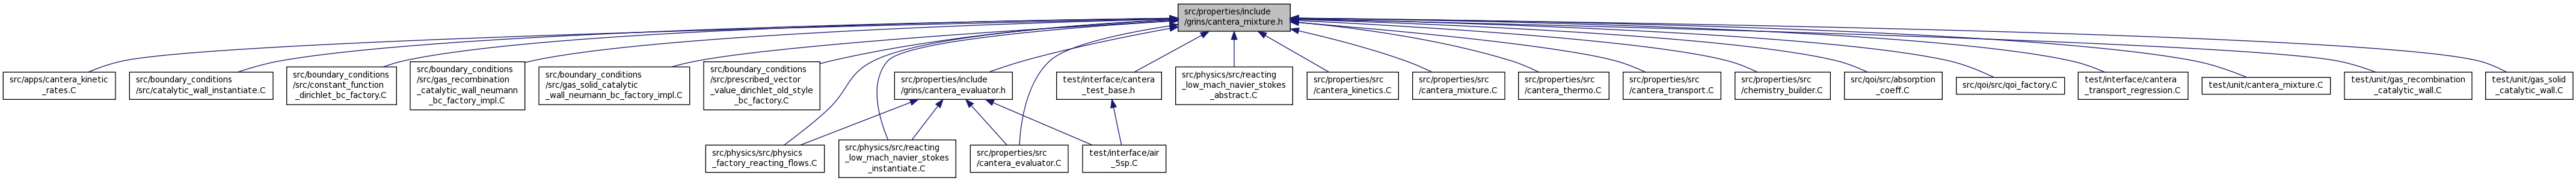 src/properties/include
/grins/cantera_mixture.h
src/apps/cantera_kinetic
_rates.C
src/boundary_conditions
/src/catalytic_wall_instantiate.C
src/boundary_conditions
/src/constant_function
_dirichlet_bc_factory.C
src/boundary_conditions
/src/gas_recombination
_catalytic_wall_neumann
_bc_factory_impl.C
src/boundary_conditions
/src/gas_solid_catalytic
_wall_neumann_bc_factory_impl.C
src/boundary_conditions
/src/prescribed_vector
_value_dirichlet_old_style
_bc_factory.C
src/properties/include
/grins/cantera_evaluator.h
test/interface/cantera
_test_base.h
src/physics/src/reacting
_low_mach_navier_stokes
_abstract.C
src/properties/src
/cantera_kinetics.C
src/properties/src
/cantera_mixture.C
src/properties/src
/cantera_thermo.C
src/properties/src
/cantera_transport.C
src/properties/src
/chemistry_builder.C
src/qoi/src/absorption
_coeff.C
src/qoi/src/qoi_factory.C
test/interface/cantera
_transport_regression.C
test/unit/cantera_mixture.C
test/unit/gas_recombination
_catalytic_wall.C
test/unit/gas_solid
_catalytic_wall.C
src/physics/src/physics
_factory_reacting_flows.C
src/physics/src/reacting
_low_mach_navier_stokes
_instantiate.C
src/properties/src
/cantera_evaluator.C
test/interface/air
_5sp.C